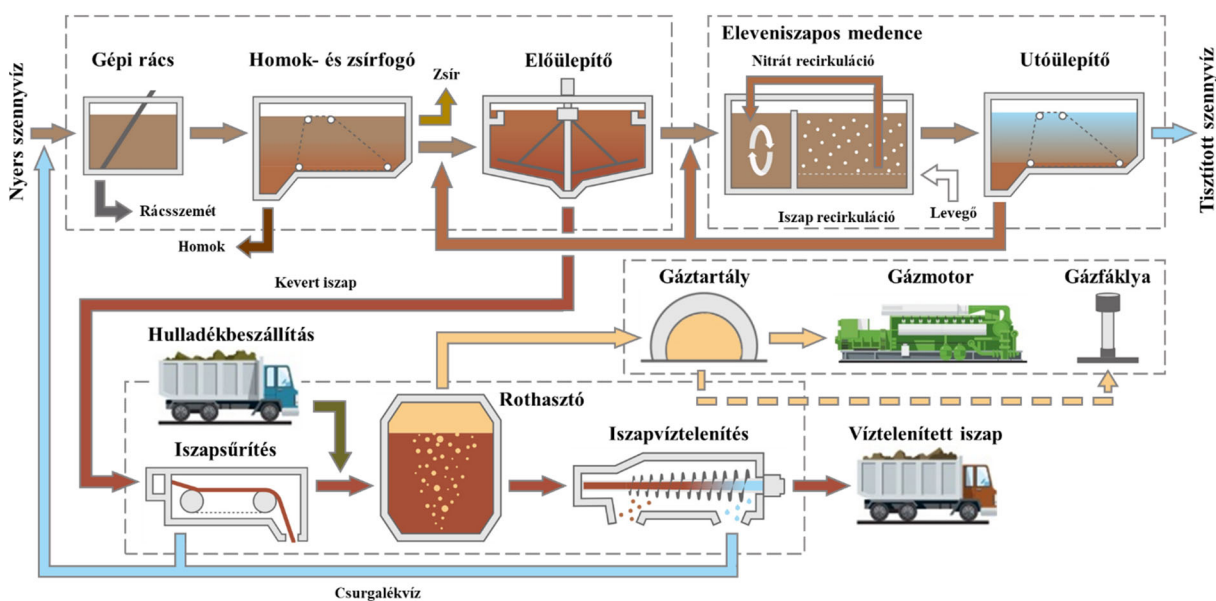 Nyers szennyvíz
Gépi rács
Homok- és zsírfogó
Zsír
Előülepítő
Eleveniszapos medence
Nitrát recirkuláció
Utóülepítő
Tisztított szennyvíz
Rácsszemét
Homok
Iszap recirkuláció
Levegő
Kevert iszap
Gáztartály
Gázmotor
Gázfáklya
Hulladékbeszállítás
Rothasztó
Iszapsűrítés
Iszapvíztelenítés
Víztelenített iszap
Csurgalékvíz